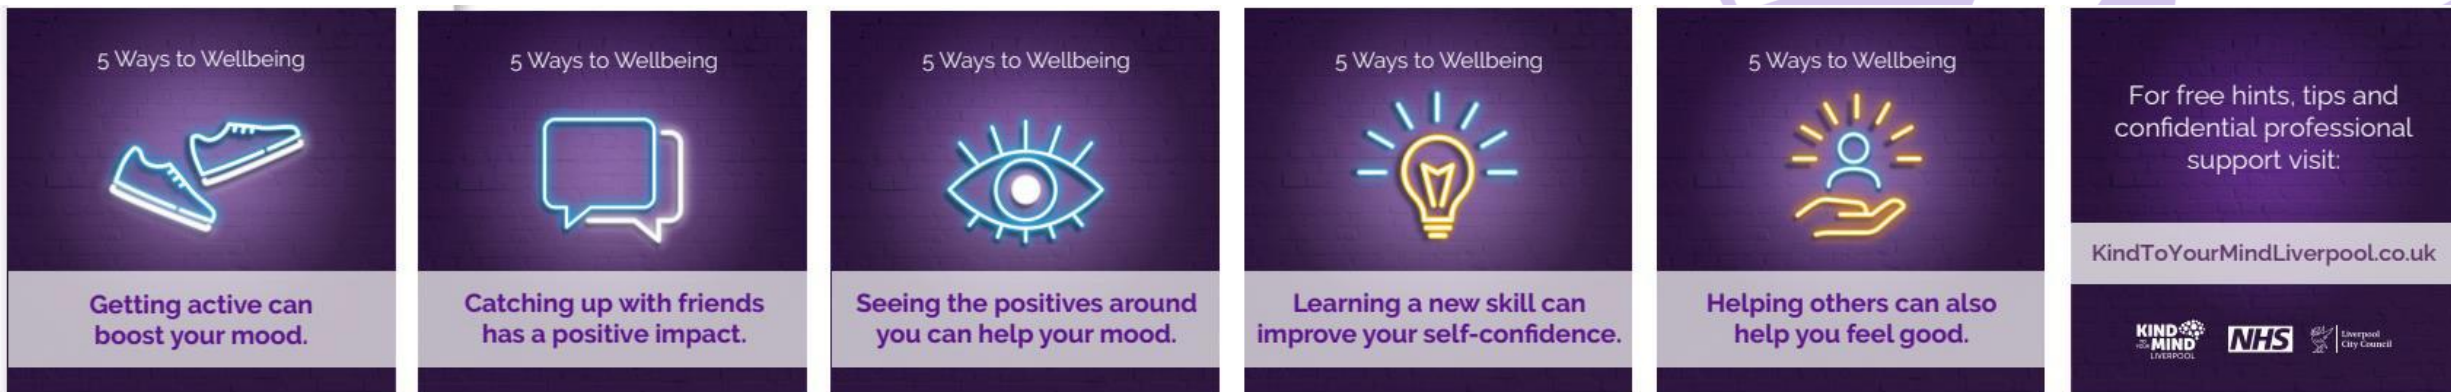 5 Ways to Wellbeing
Getting active can
boost your mood.
5 Ways to Wellbeing
Catching up with friends
has a positive impact.
5 Ways to Wellbeing
Seeing the positives around
you can help your mood.
5 Ways to Wellbeing
Learning a new skill can
improve your self-confidence.
5 Ways to Wellbeing
Helping others can also
help you feel good.
For free hints, tips and
confidential professional
support visit:
KindToYourMindLiverpool.co.uk
KIND
TO YOUR MIND
LIVERPOOL
NHS
Liverpool
City Council